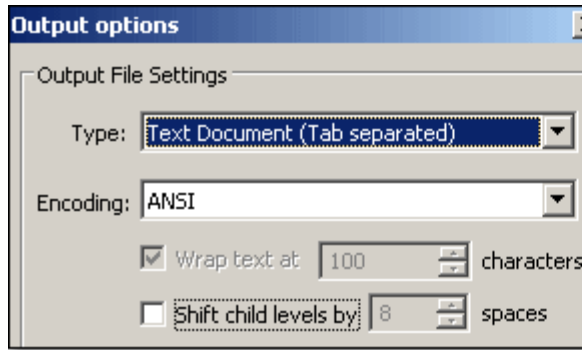 Output options
Output File Settings
Type: Text Document (Tab separated)
Encoding: ANSI
Wrap text at 100 characters
Shift child levels by 8 spaces